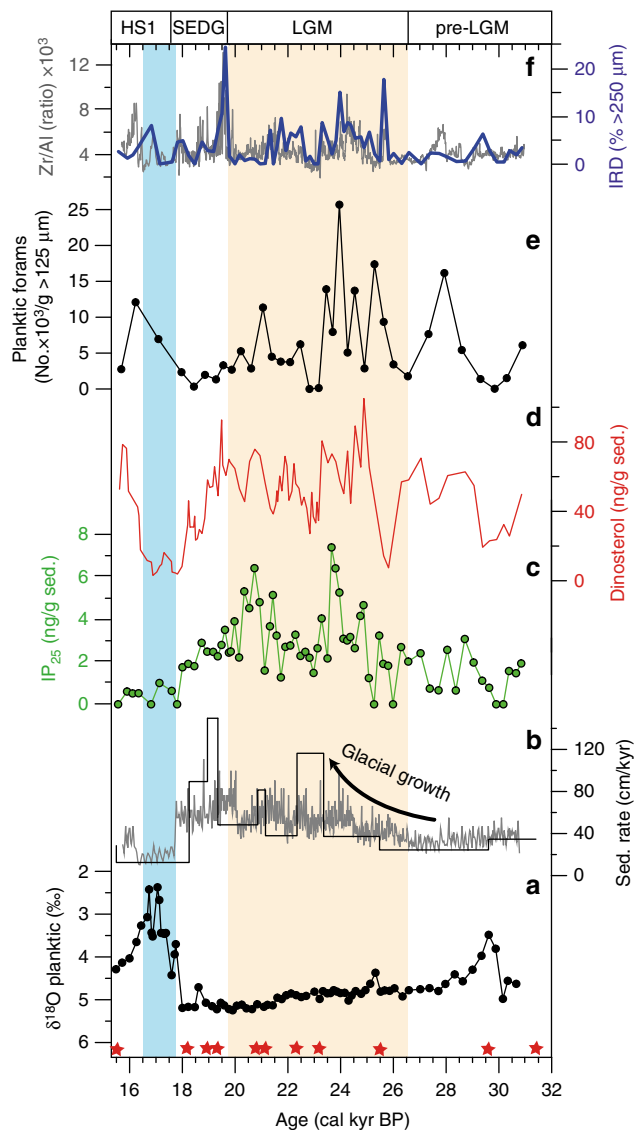 HS1 SEDG LGM pre-LGM
f
Zr/Al (ratio) ×10³
12
8
4
20
10
0
IRD (% >250 µm)
e
Planktic forams
(No.×10³/g >125 µm)
25
20
15
10
5
0
d
80
40
0
Dinosterol (ng/g sed.)
c
IP₂₅ (ng/g sed.)
8
6
4
2
0
b
Glacial growth
120
80
40
0
Sed. rate (cm/kyr)
a
δ¹⁸O planktic (‰)
2
3
4
5
6
16 18 20 22 24 26 28 30 32
Age (cal kyr BP)